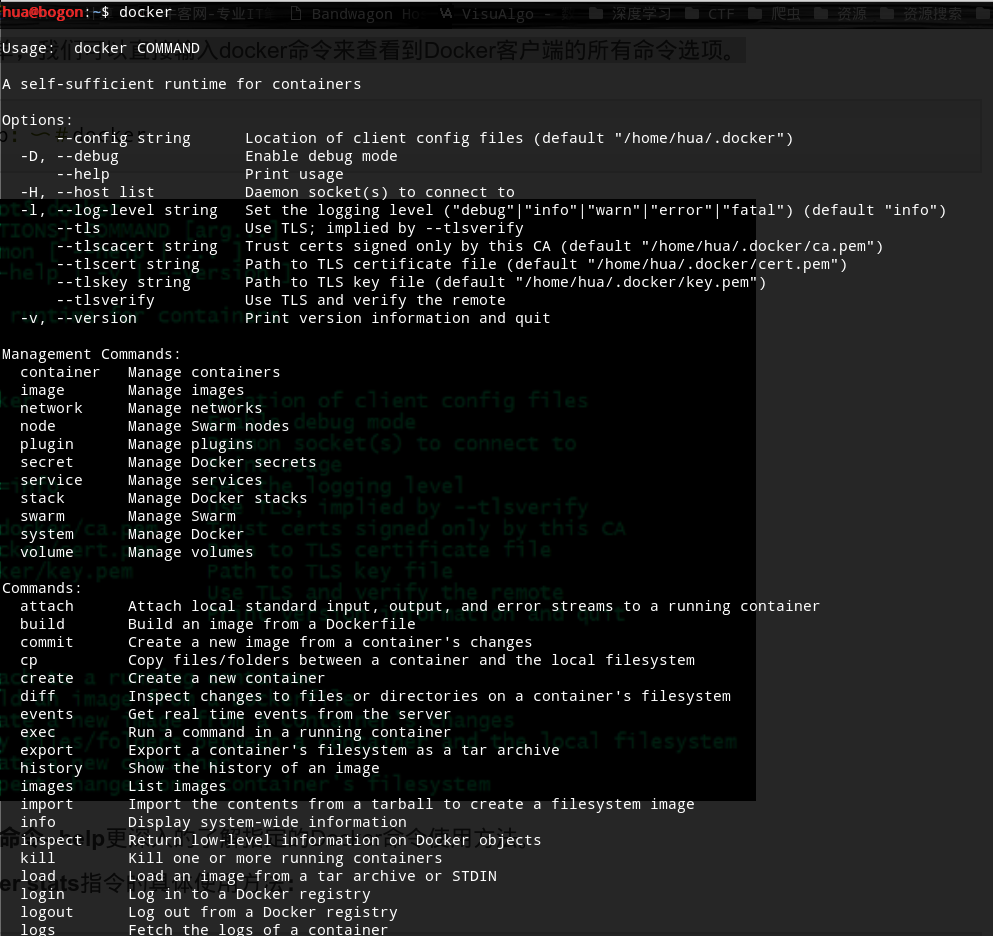 hua@bogon:~$ docker
Usage:  docker COMMAND
A self-sufficient runtime for containers
Options:
      --config string      Location of client config files (default "/home/hua/.docker")
  -D, --debug              Enable debug mode
      --help               Print usage
  -H, --host list          Daemon socket(s) to connect to
  -l, --log-level string   Set the logging level ("debug"|"info"|"warn"|"error"|"fatal") (default "info")
      --tls                Use TLS; implied by --tlsverify
      --tlscacert string   Trust certs signed only by this CA (default "/home/hua/.docker/ca.pem")
      --tlscert string     Path to TLS certificate file (default "/home/hua/.docker/cert.pem")
      --tlskey string      Path to TLS key file (default "/home/hua/.docker/key.pem")
      --tlsverify          Use TLS and verify the remote
  -v, --version            Print version information and quit
Management Commands:
  container   Manage containers
  image       Manage images
  network     Manage networks
  node        Manage Swarm nodes
  plugin      Manage plugins
  secret      Manage Docker secrets
  service     Manage services
  stack       Manage Docker stacks
  swarm       Manage Swarm
  system      Manage Docker
  volume      Manage volumes
Commands:
  attach      Attach local standard input, output, and error streams to a running container
  build       Build an image from a Dockerfile
  commit      Create a new image from a container's changes
  cp          Copy files/folders between a container and the local filesystem
  create      Create a new container
  diff        Inspect changes to files or directories on a container's filesystem
  events      Get real time events from the server
  exec        Run a command in a running container
  export      Export a container's filesystem as a tar archive
  history     Show the history of an image
  images      List images
  import      Import the contents from a tarball to create a filesystem image
  info        Display system-wide information
  inspect     Return low-level information on Docker objects
  kill        Kill one or more running containers
  load        Load an image from a tar archive or STDIN
  login       Log in to a Docker registry
  logout      Log out from a Docker registry
  logs        Fetch the logs of a container